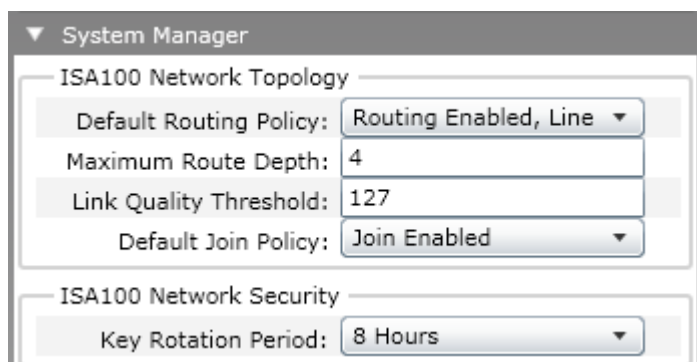 System Manager
ISA100 Network Topology
Default Routing Policy: Routing Enabled, Line
Maximum Route Depth: 4
Link Quality Threshold: 127
Default Join Policy: Join Enabled
ISA100 Network Security
Key Rotation Period: 8 Hours